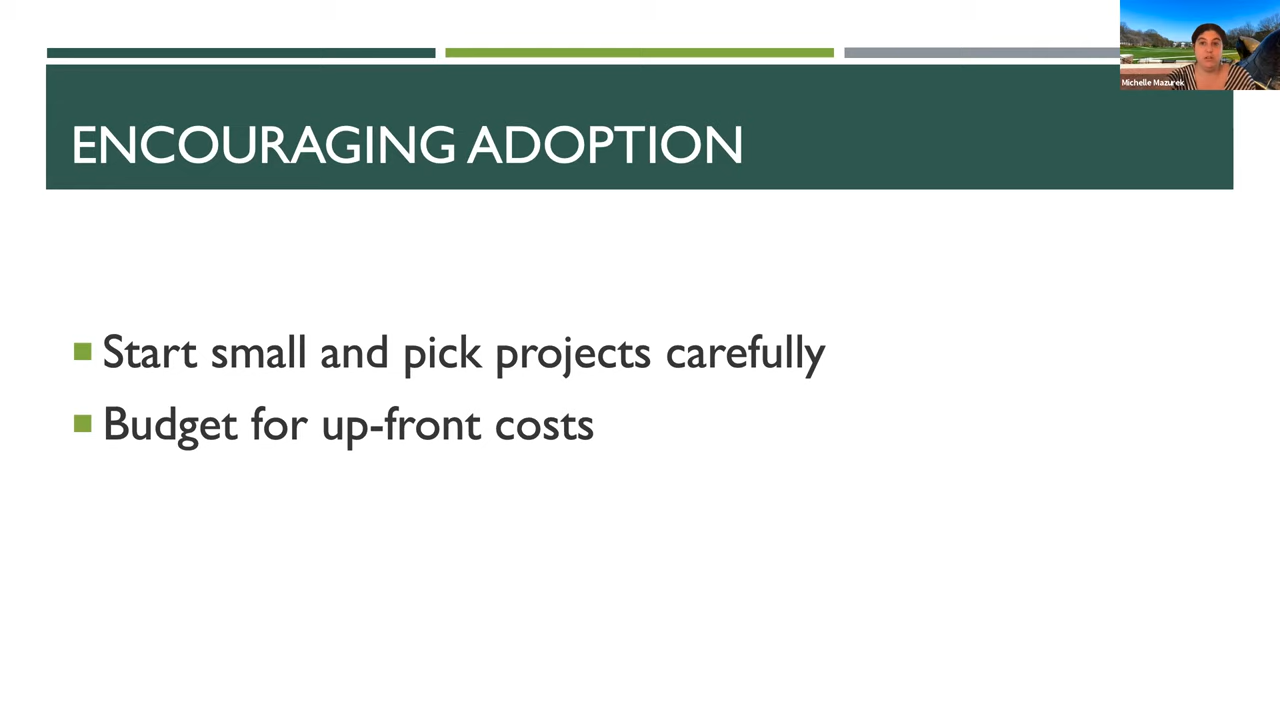 Michelle Mazurek
ENCOURAGING ADOPTION
Start small and pick projects carefully
Budget for up-front costs